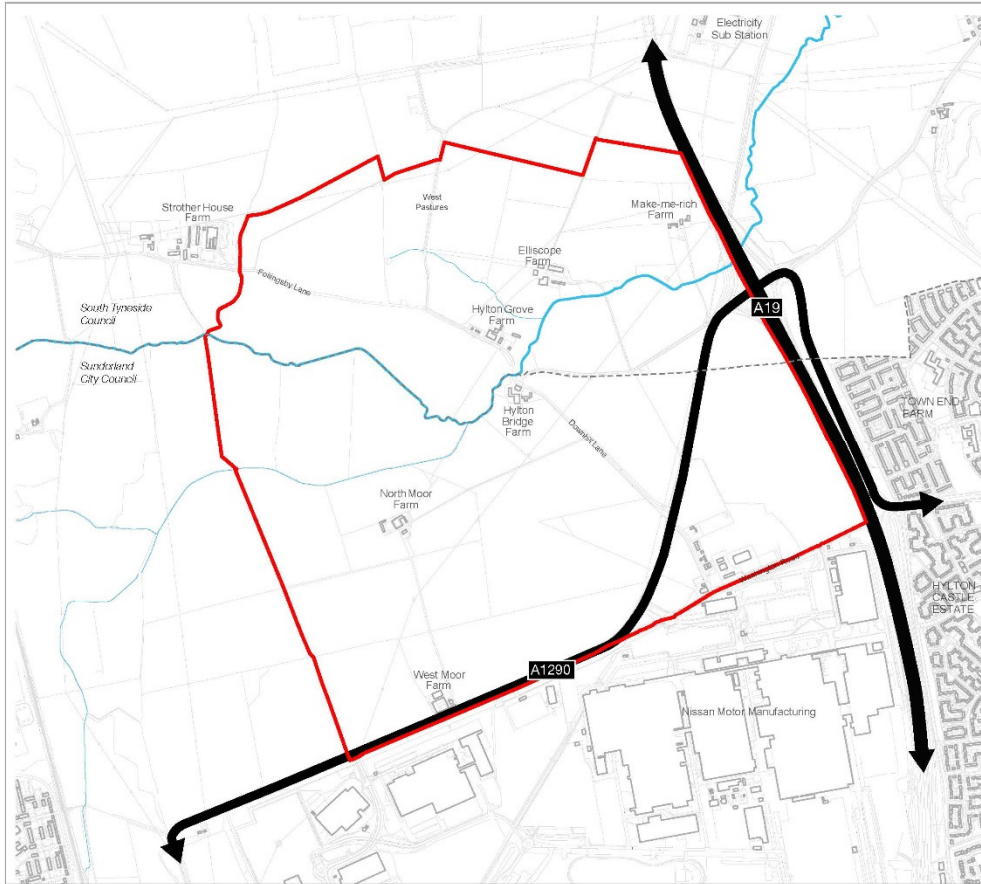 Electricity
Sub Station
Strother House
Farm
West
Pastures
Make-me-rich
Farm
Elliscope
Farm
Follingsby Lane
South Tyneside
Council
Hylton Grove
Farm
A19
Sunderland
City Council
Hylton
Bridge
Farm
Downhill Lane
TOWN END
FARM
North Moor
Farm
HYLTON
CASTLE
ESTATE
West Moor
Farm
A1290
Nissan Motor Manufacturing